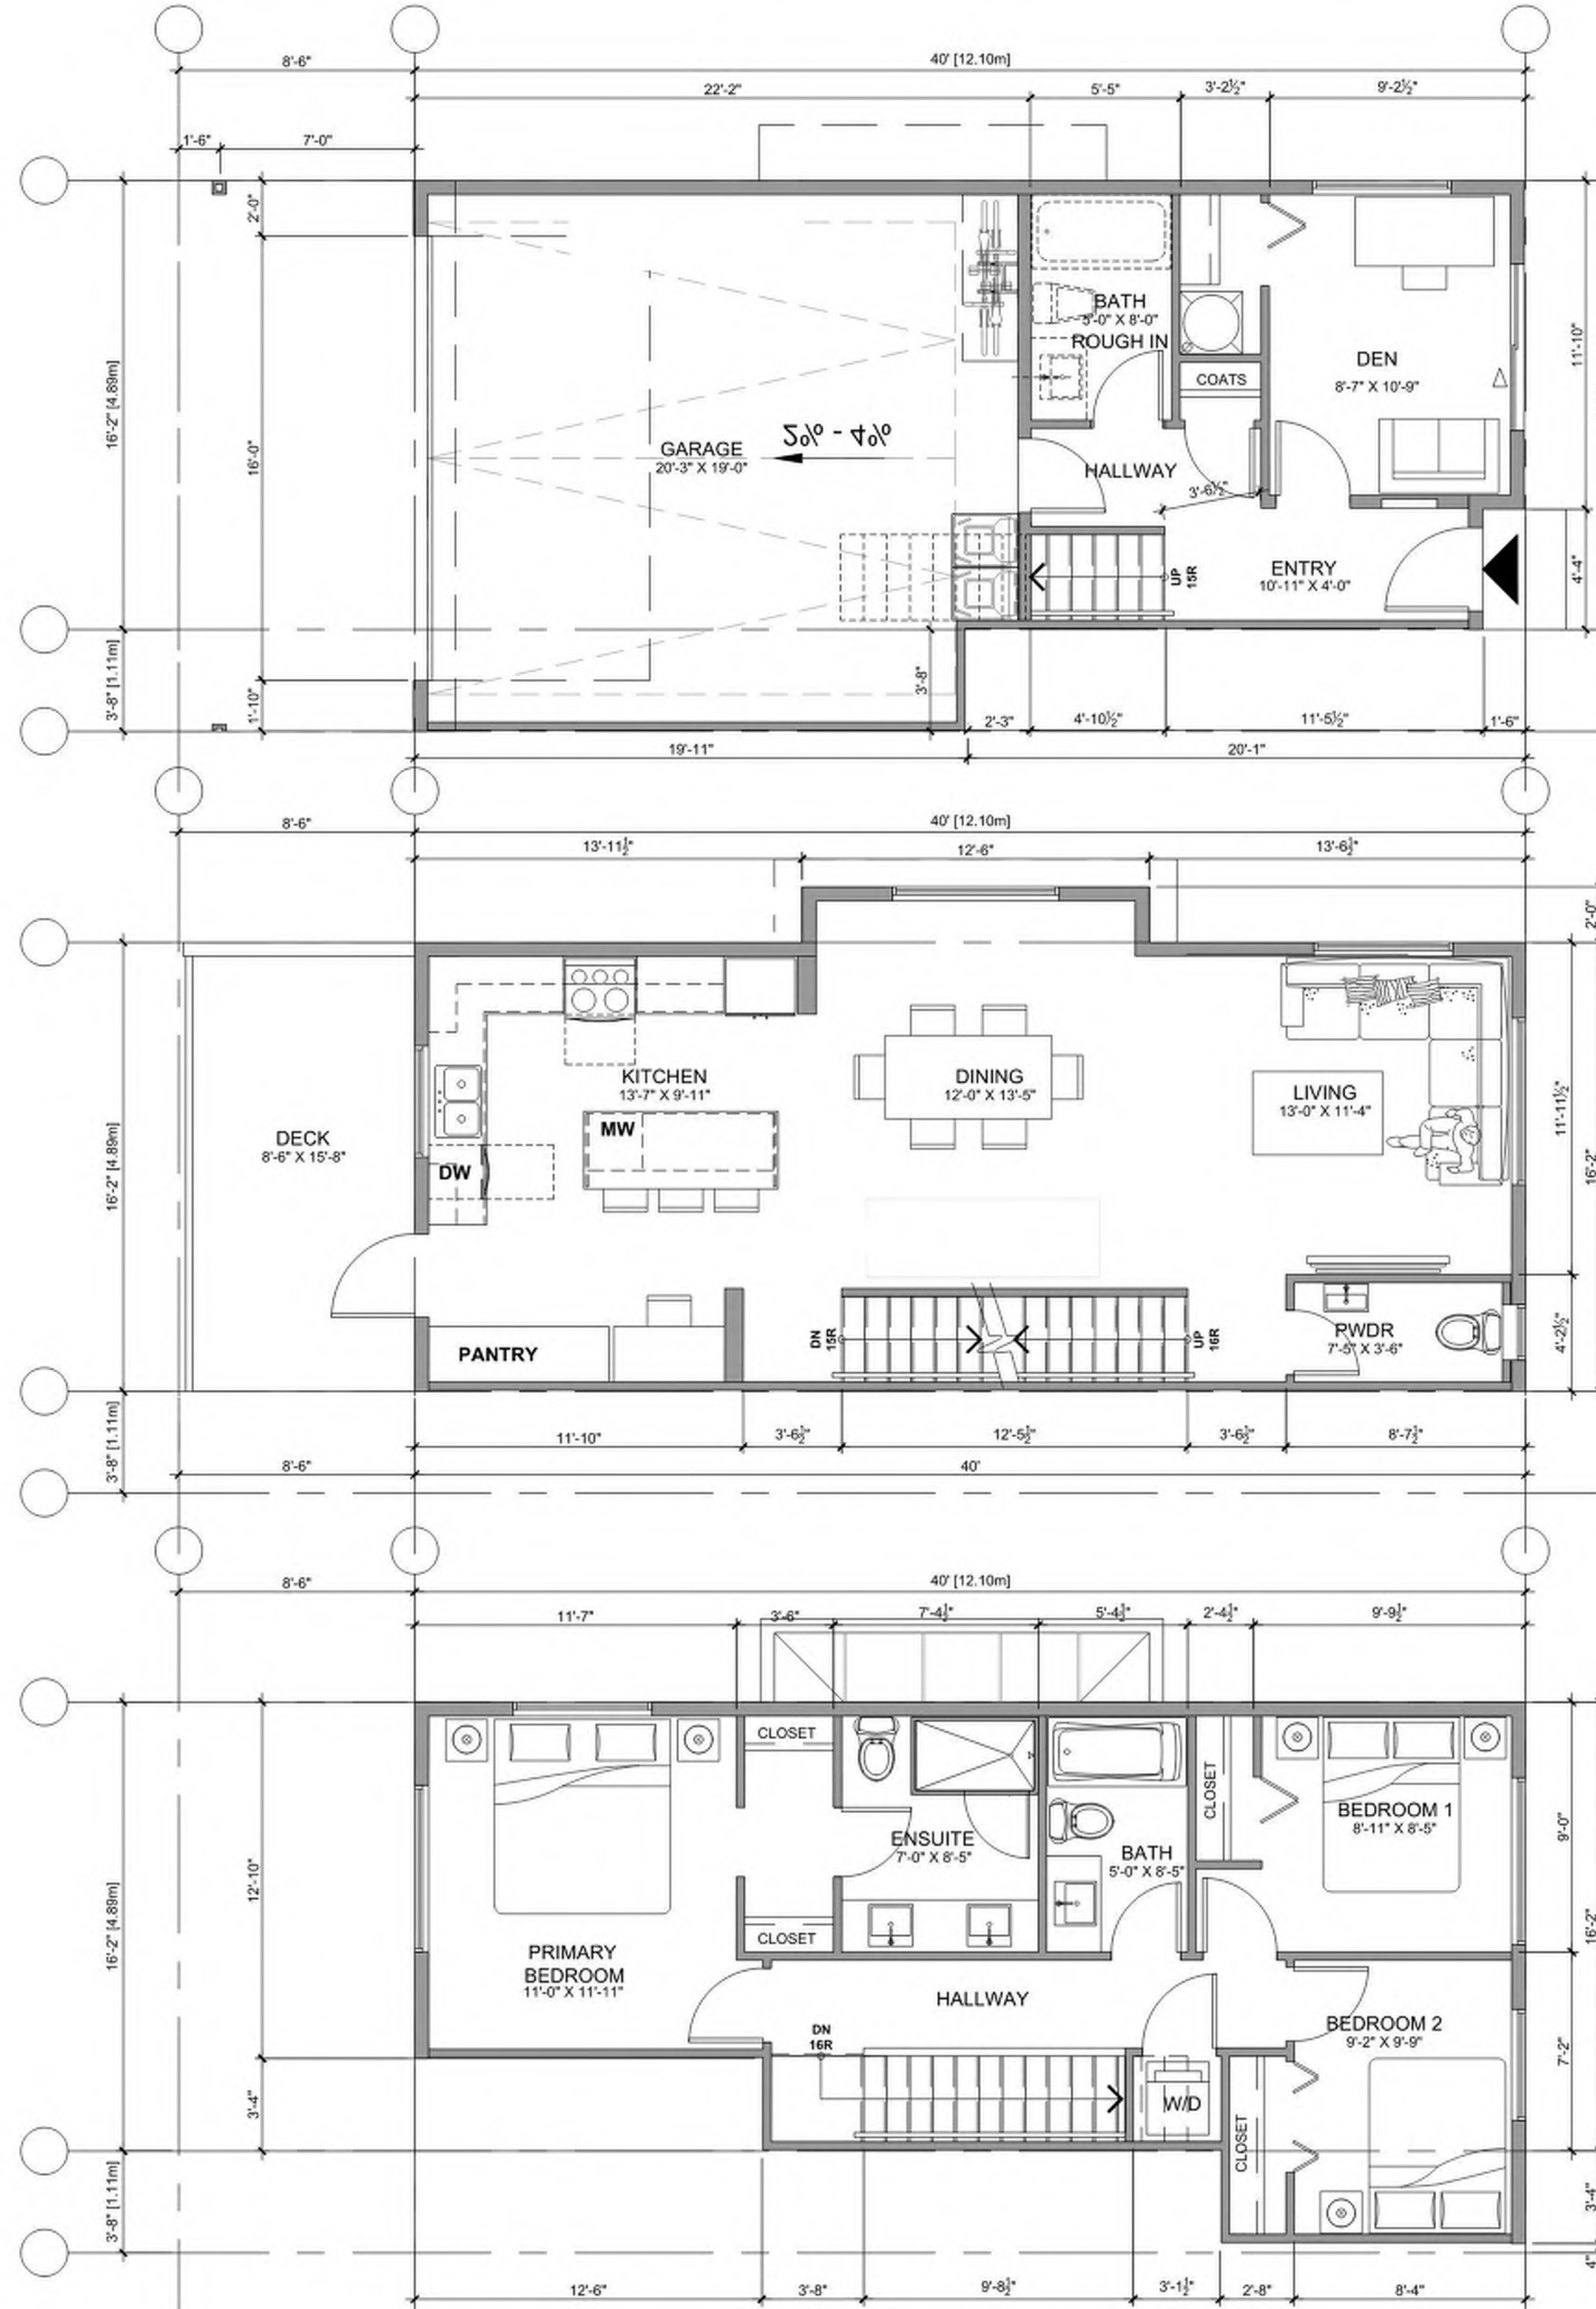 8'-6"
40' [12.10m]
22'-2"
5'-5"
3'-2½"
9'-2½"
1'-6"
7'-0"
2'-0"
16'-2" [4.89m]
16'-0"
3'-8" [1.11m]
1'-10"
BATH
5'-0" X 8'-0"
ROUGH IN
COATS
DEN
8'-7" X 10'-9"
11'-10"
GARAGE
20'-3" X 19'-0"
2% - 4%
HALLWAY
3'-6½"
UP
15R
ENTRY
10'-11" X 4'-0"
4'-4"
3'-8"
2'-3"
4'-10½"
11'-5½"
1'-6"
19'-11"
20'-1"
8'-6"
40' [12.10m]
13'-11½"
12'-6"
13'-6½"
2'-0"
KITCHEN
13'-7" X 9'-11"
DINING
12'-0" X 13'-5"
LIVING
13'-0" X 11'-4"
11'-11½"
16'-2"
MW
DECK
8'-6" X 15'-8"
DW
16'-2" [4.89m]
PANTRY
DN
15R
UP
16R
PWDR
7'-5" X 3'-6"
4'-2½"
3'-8" [1.11m]
11'-10"
3'-6½"
12'-5½"
3'-6½"
8'-7½"
8'-6"
40'
8'-6"
40' [12.10m]
11'-7"
3'-6"
7'-4½"
5'-4½"
2'-4½"
9'-9½"
CLOSET
CLOSET
BEDROOM 1
8'-11" X 8'-5"
9'-0"
ENSUITE
7'-0" X 8'-5"
BATH
5'-0" X 8'-5"
12'-10"
16'-2" [4.89m]
CLOSET
PRIMARY
BEDROOM
11'-0" X 11'-11"
HALLWAY
16'-2"
BEDROOM 2
9'-2" X 9'-9"
7'-2"
DN
16R
W/D
CLOSET
3'-4"
3'-8" [1.11m]
3'-4"
4"
12'-6"
3'-8"
9'-8½"
3'-1½"
2'-8"
8'-4"